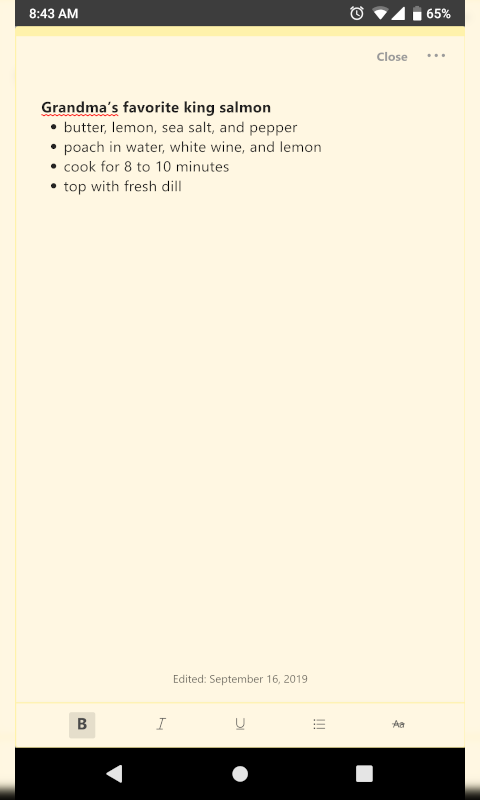 8:43 AM 65%
Close
Grandma's favorite king salmon
• butter, lemon, sea salt, and pepper
• poach in water, white wine, and lemon
• cook for 8 to 10 minutes
• top with fresh dill
Edited: September 16, 2019
B I U Aa